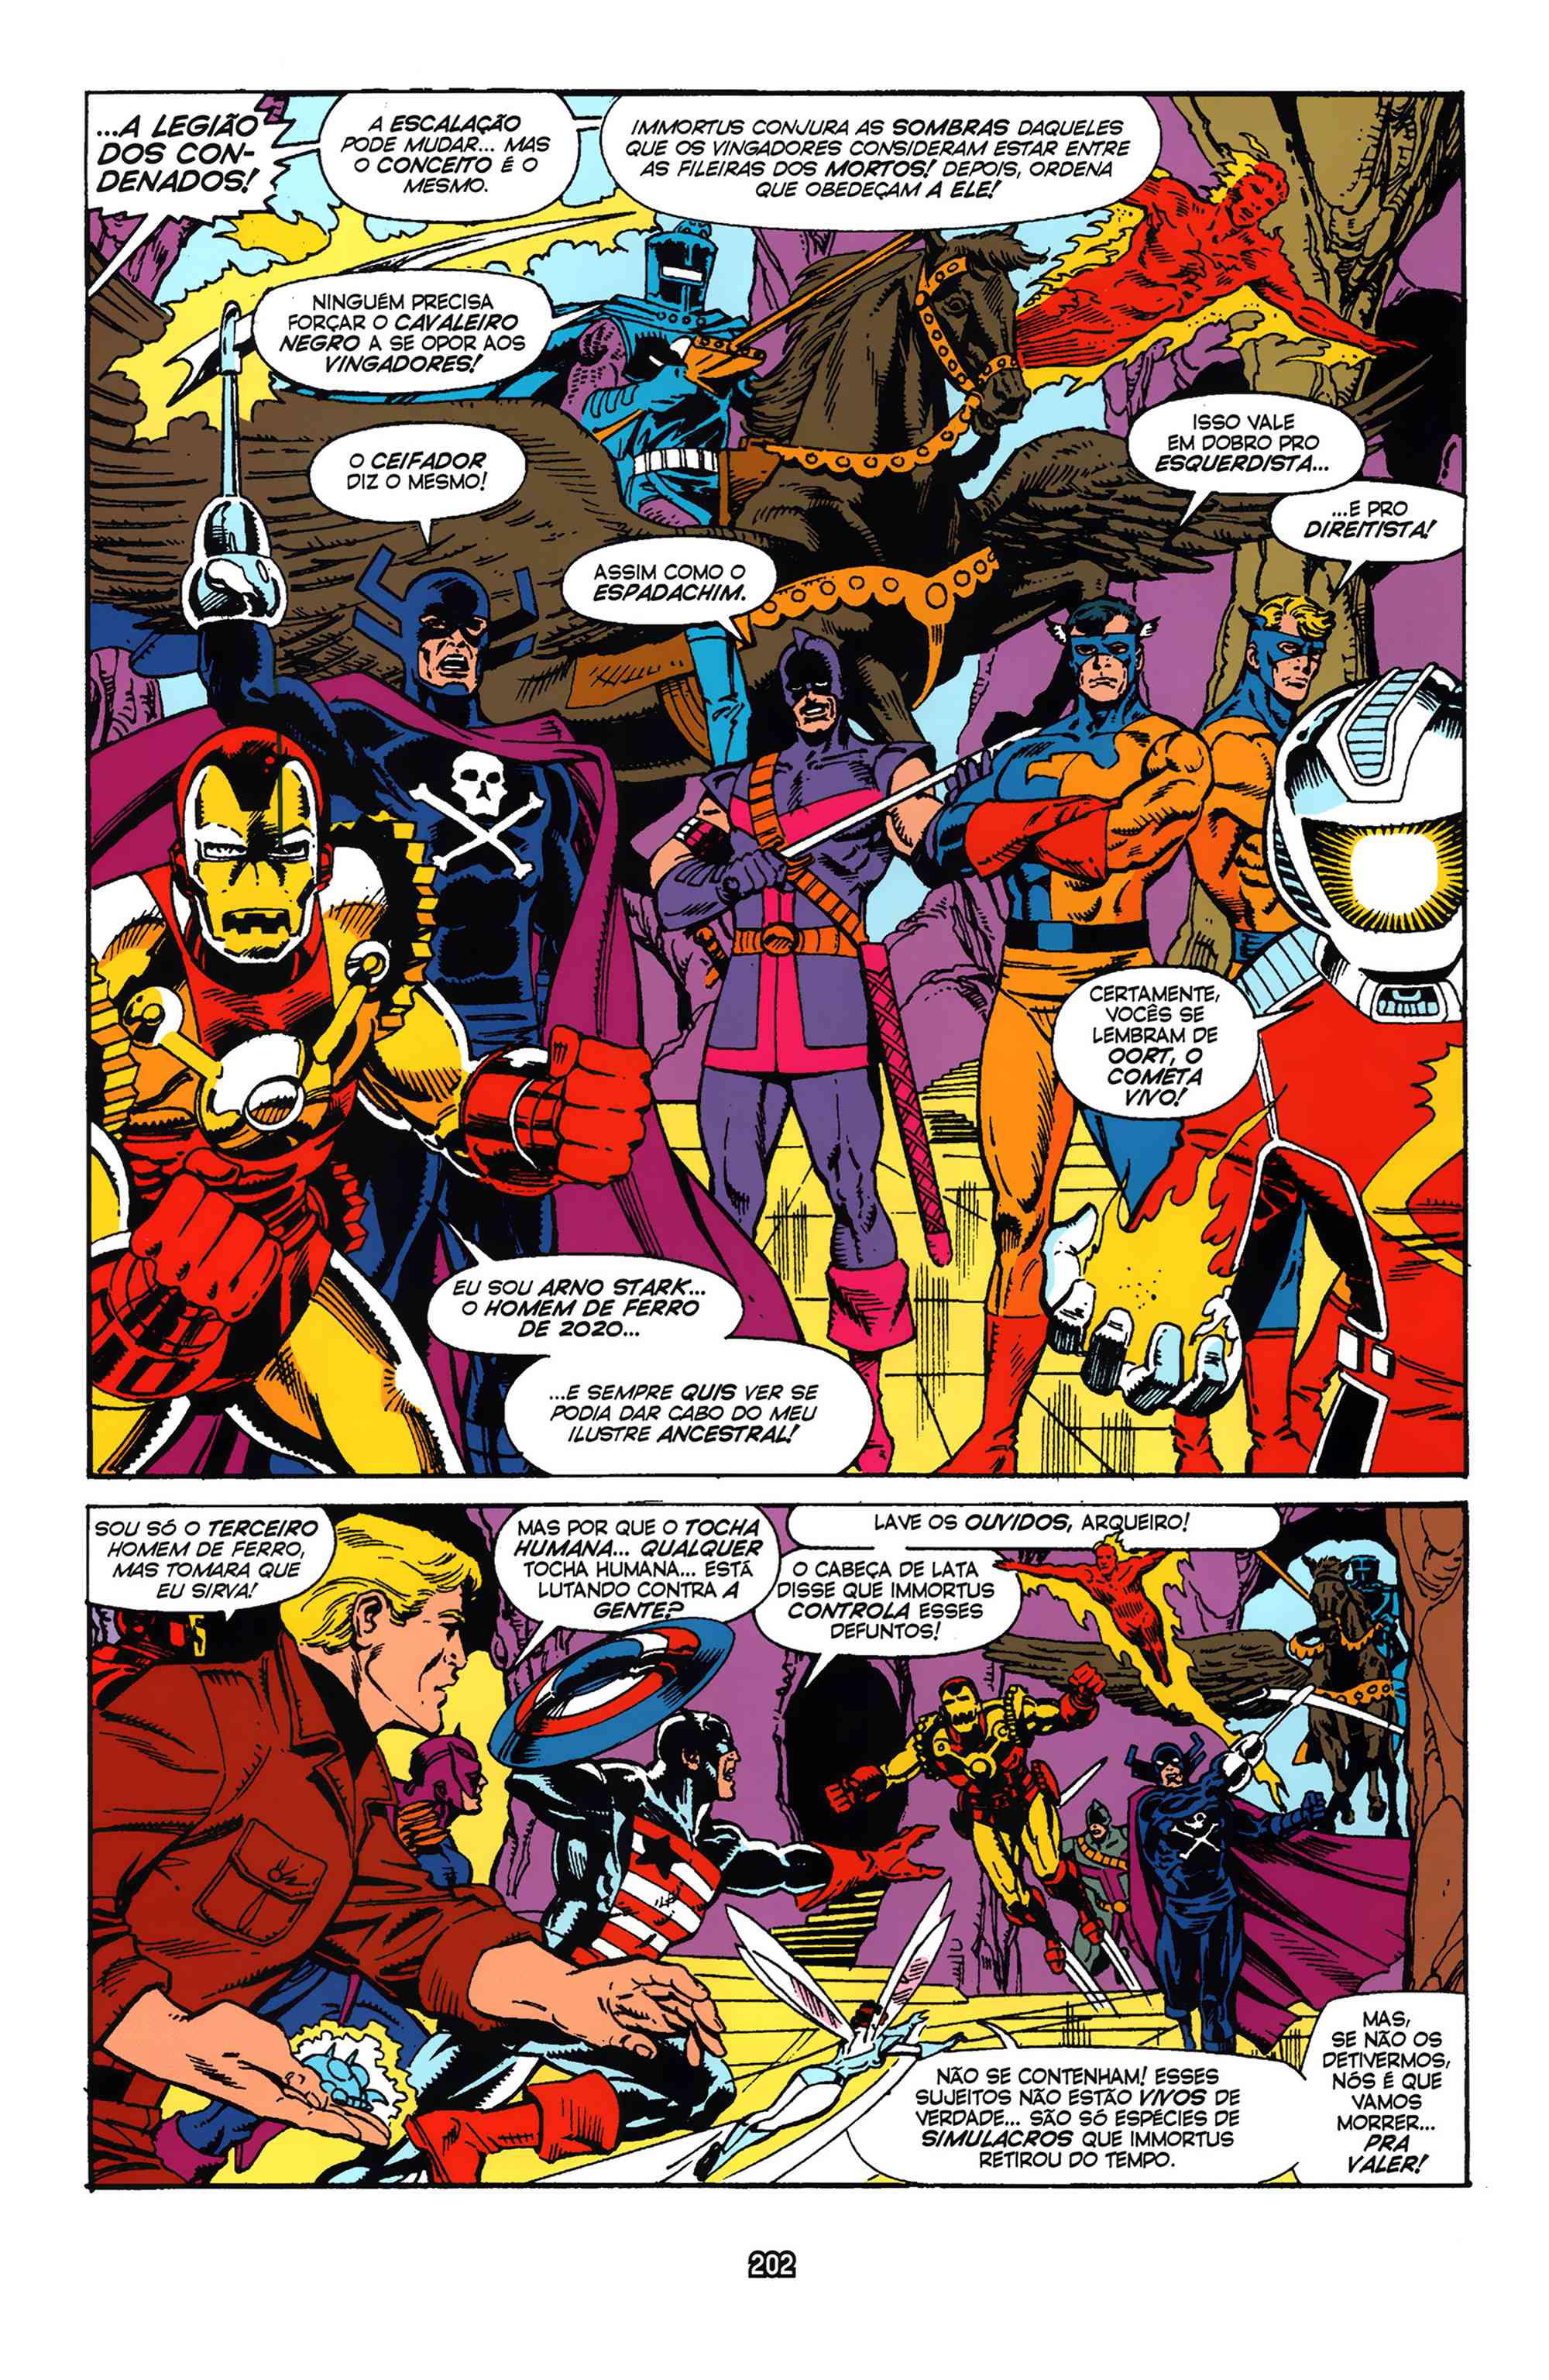 ...A LEGIÃO
DOS CON-
DENADOS!
A ESCALAÇÃO
PODE MUDAR... MAS
O CONCEITO É O
MESMO.
IMMORTUS CONJURA AS SOMBRAS DAQUELES
QUE OS VINGADORES CONSIDERAM ESTAR ENTRE
AS FILEIRAS DOS MORTOS! DEPOIS, ORDENA
QUE OBEDEÇAM A ELE!
NINGUÉM PRECISA
FORÇAR O CAVALEIRO
NEGRO A SE OPOR AOS
VINGADORES!
O CEIFADOR
DIZ O MESMO!
ASSIM COMO O
ESPADACHIM.
ISSO VALE
EM DOBRO PRO
ESQUERDISTA...
...E PRO
DIREITISTA!
CERTAMENTE,
VOCÊS SE
LEMBRAM DE
OORT, O
COMETA
VIVO!
EU SOU ARNO STARK...
O HOMEM DE FERRO
DE 2020...
...E SEMPRE QUIS VER SE
PODIA DAR CABO DO MEU
ILUSTRE ANCESTRAL!
SOU SÓ O TERCEIRO
HOMEM DE FERRO,
MAS TOMARA QUE
EU SIRVA!
MAS POR QUE O TOCHA
HUMANA... QUALQUER
TOCHA HUMANA... ESTÁ
LUTANDO CONTRA A
GENTE?
LAVE OS OUVIDOS, ARQUEIRO!
O CABEÇA DE LATA
DISSE QUE IMMORTUS
CONTROLA ESSES
DEFUNTOS!
NÃO SE CONTENHAM! ESSES
SUJEITOS NÃO ESTÃO VIVOS DE
VERDADE... SÃO SÓ ESPÉCIES DE
SIMULACROS QUE IMMORTUS
RETIROU DO TEMPO.
MAS,
SE NÃO OS
DETIVERMOS,
NÓS É QUE
VAMOS
MORRER...
PRA
VALER!
202